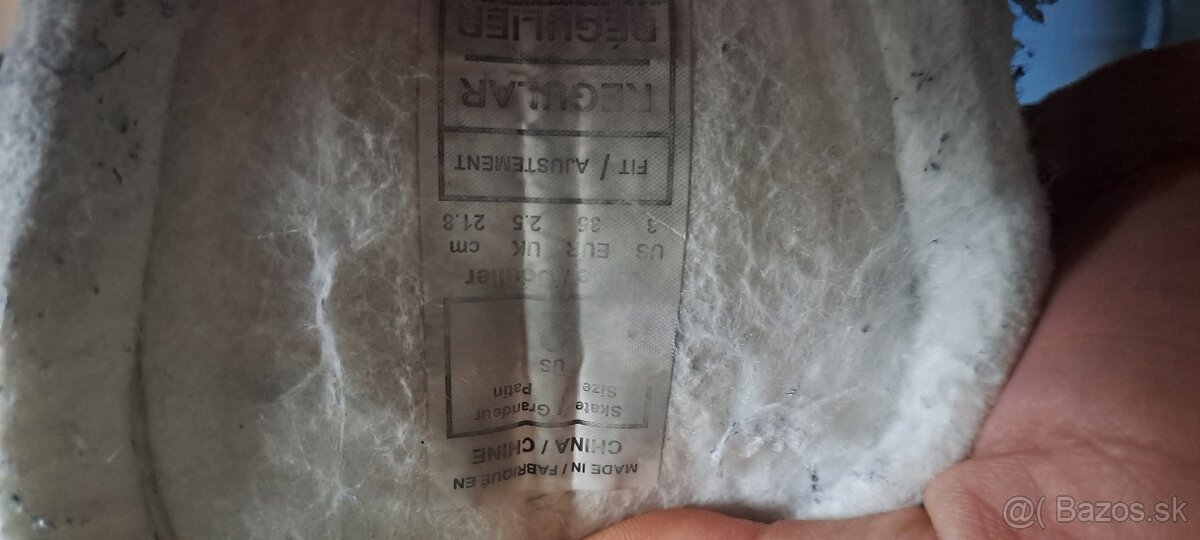 MADE IN / FABRIQUÉ EN
CHINA / CHINE
Skate / Grandeur
Size / Patin
US
US EUR UK cm
3 35 2.5 21.8
FIT / AJUSTEMENT
REGULAR
RÉGULIER
@( Bazos.sk